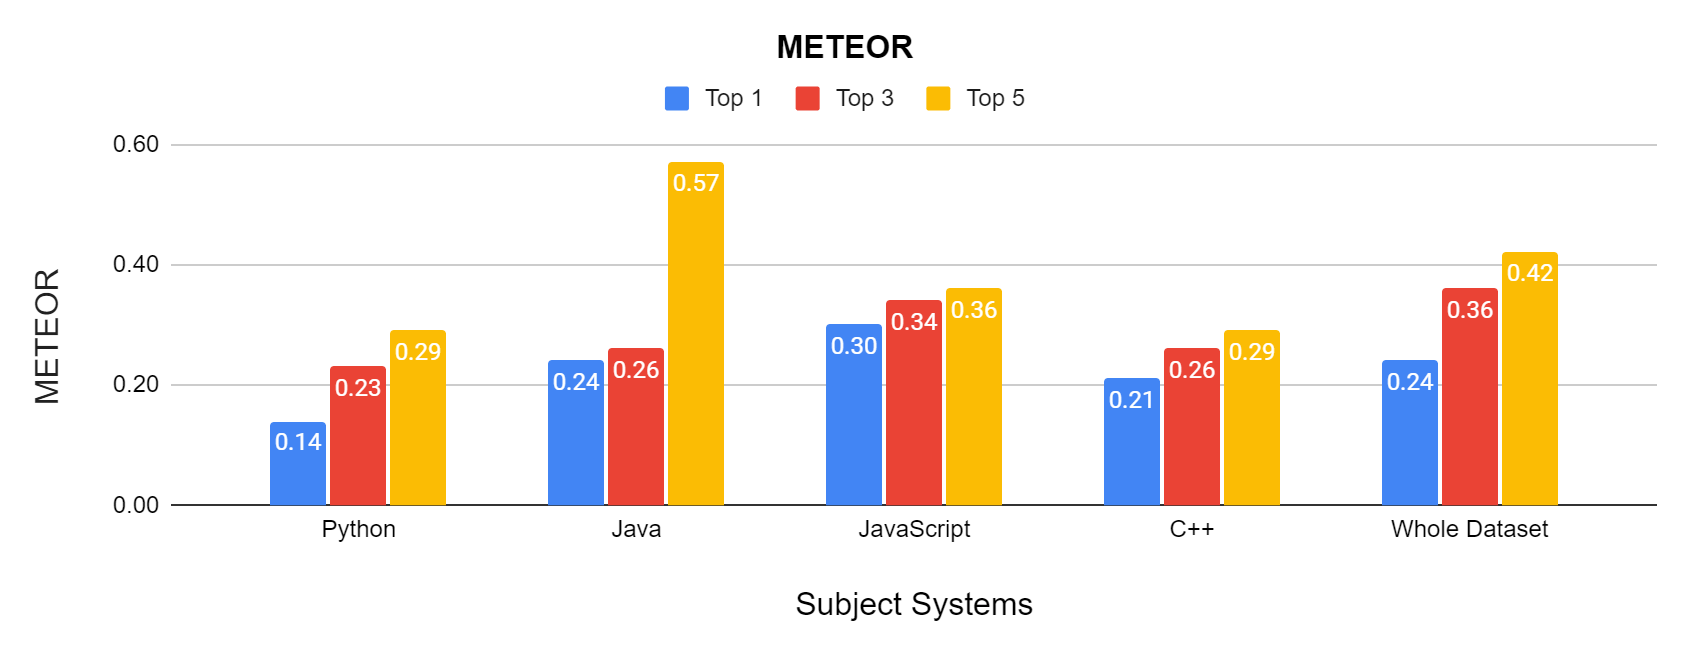 METEOR
Top 1 Top 3 Top 5
METEOR
0.60
0.40
0.20
0.00
0.14 0.23 0.29
0.24 0.26 0.57
0.30 0.34 0.36
0.21 0.26 0.29
0.24 0.36 0.42
Python Java JavaScript C++ Whole Dataset
Subject Systems